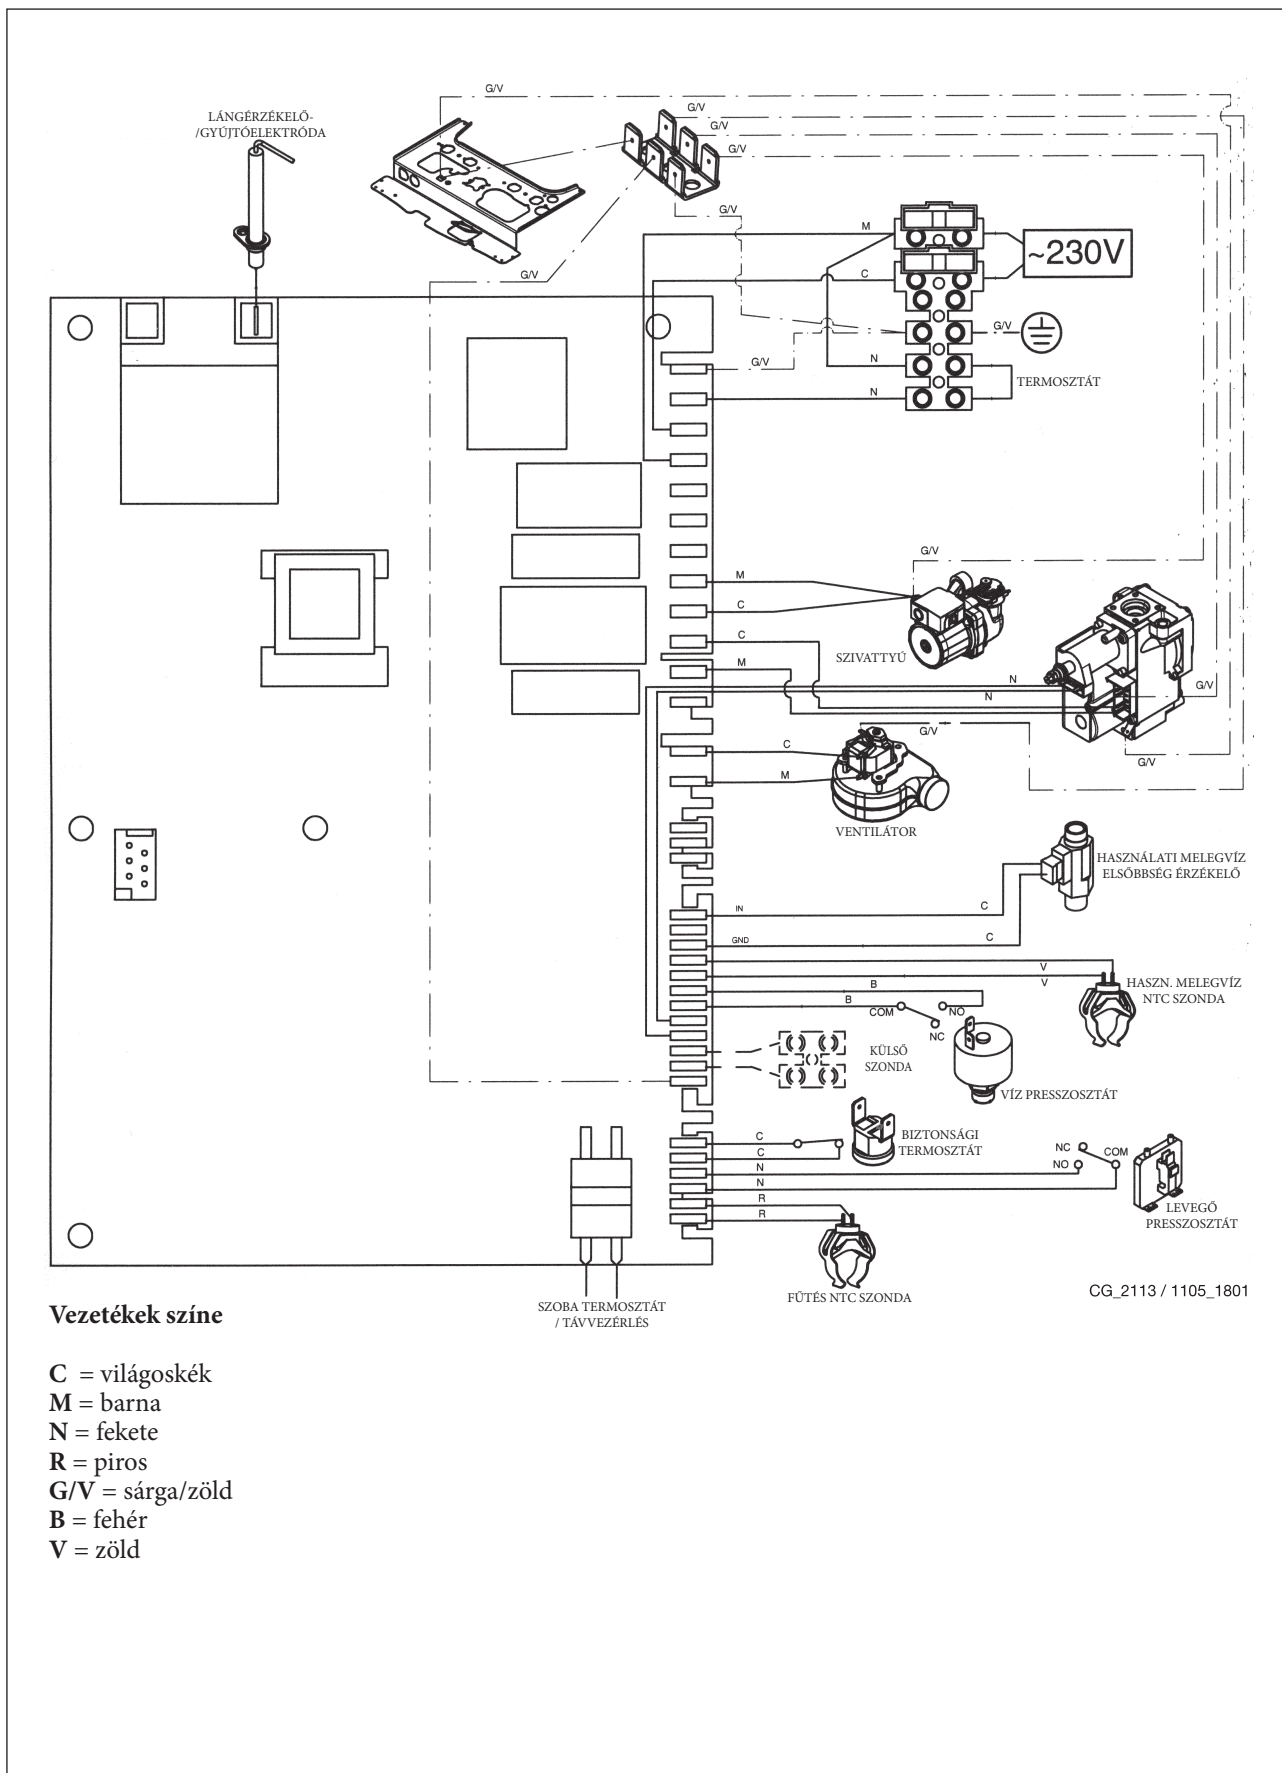 G/V
LÁNGÉRZÉKELŐ-
/GYÚJTÓELEKTRÓDA
G/V
G/V
G/V
M
~230V
G/V
C
G/V
G/V
N
TERMOSZTÁT
N
G/V
M
C
C
SZIVATTYÚ
M
N
G/V
N
G/V
C
G/V
M
VENTILÁTOR
HASZNÁLATI MELEGVÍZ
ELSŐBBSÉG ÉRZÉKELŐ
IN
C
GND
C
V
V
HASZN. MELEGVÍZ
NTC SZONDA
B
B
COM
NO
NC
KÜLSŐ
SZONDA
VÍZ PRESSZOSZTÁT
C
C
BIZTONSÁGI
TERMOSZTÁT
NC
COM
NO
N
N
R
R
LEVEGŐ
PRESSZOSZTÁT
FŰTÉS NTC SZONDA
CG_2113 / 1105_1801
SZOBA TERMOSZTÁT
/ TÁVVEZÉRLÉS
Vezetékek színe
C = világoskék
M = barna
N = fekete
R = piros
G/V = sárga/zöld
B = fehér
V = zöld